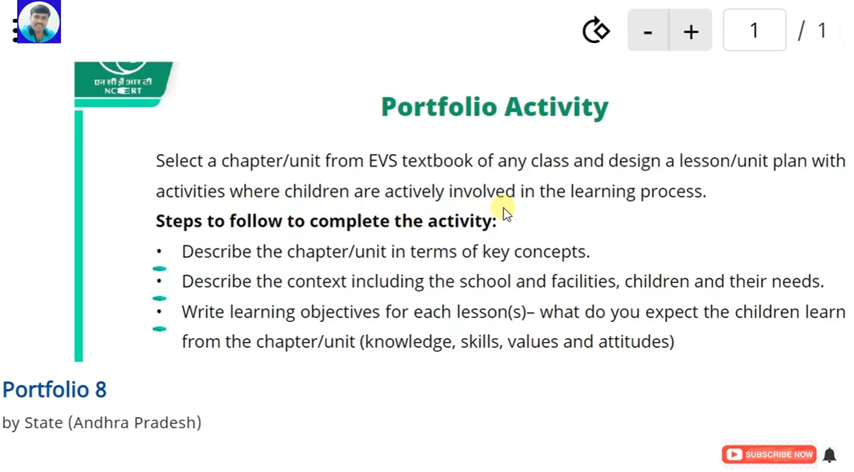 - + 1 / 1
एन सी ई आर टी
NCERT
Portfolio Activity
Select a chapter/unit from EVS textbook of any class and design a lesson/unit plan with
activities where children are actively involved in the learning process.
Steps to follow to complete the activity:
• Describe the chapter/unit in terms of key concepts.
• Describe the context including the school and facilities, children and their needs.
• Write learning objectives for each lesson(s)– what do you expect the children learn
from the chapter/unit (knowledge, skills, values and attitudes)
Portfolio 8
by State (Andhra Pradesh)
SUBSCRIBE NOW